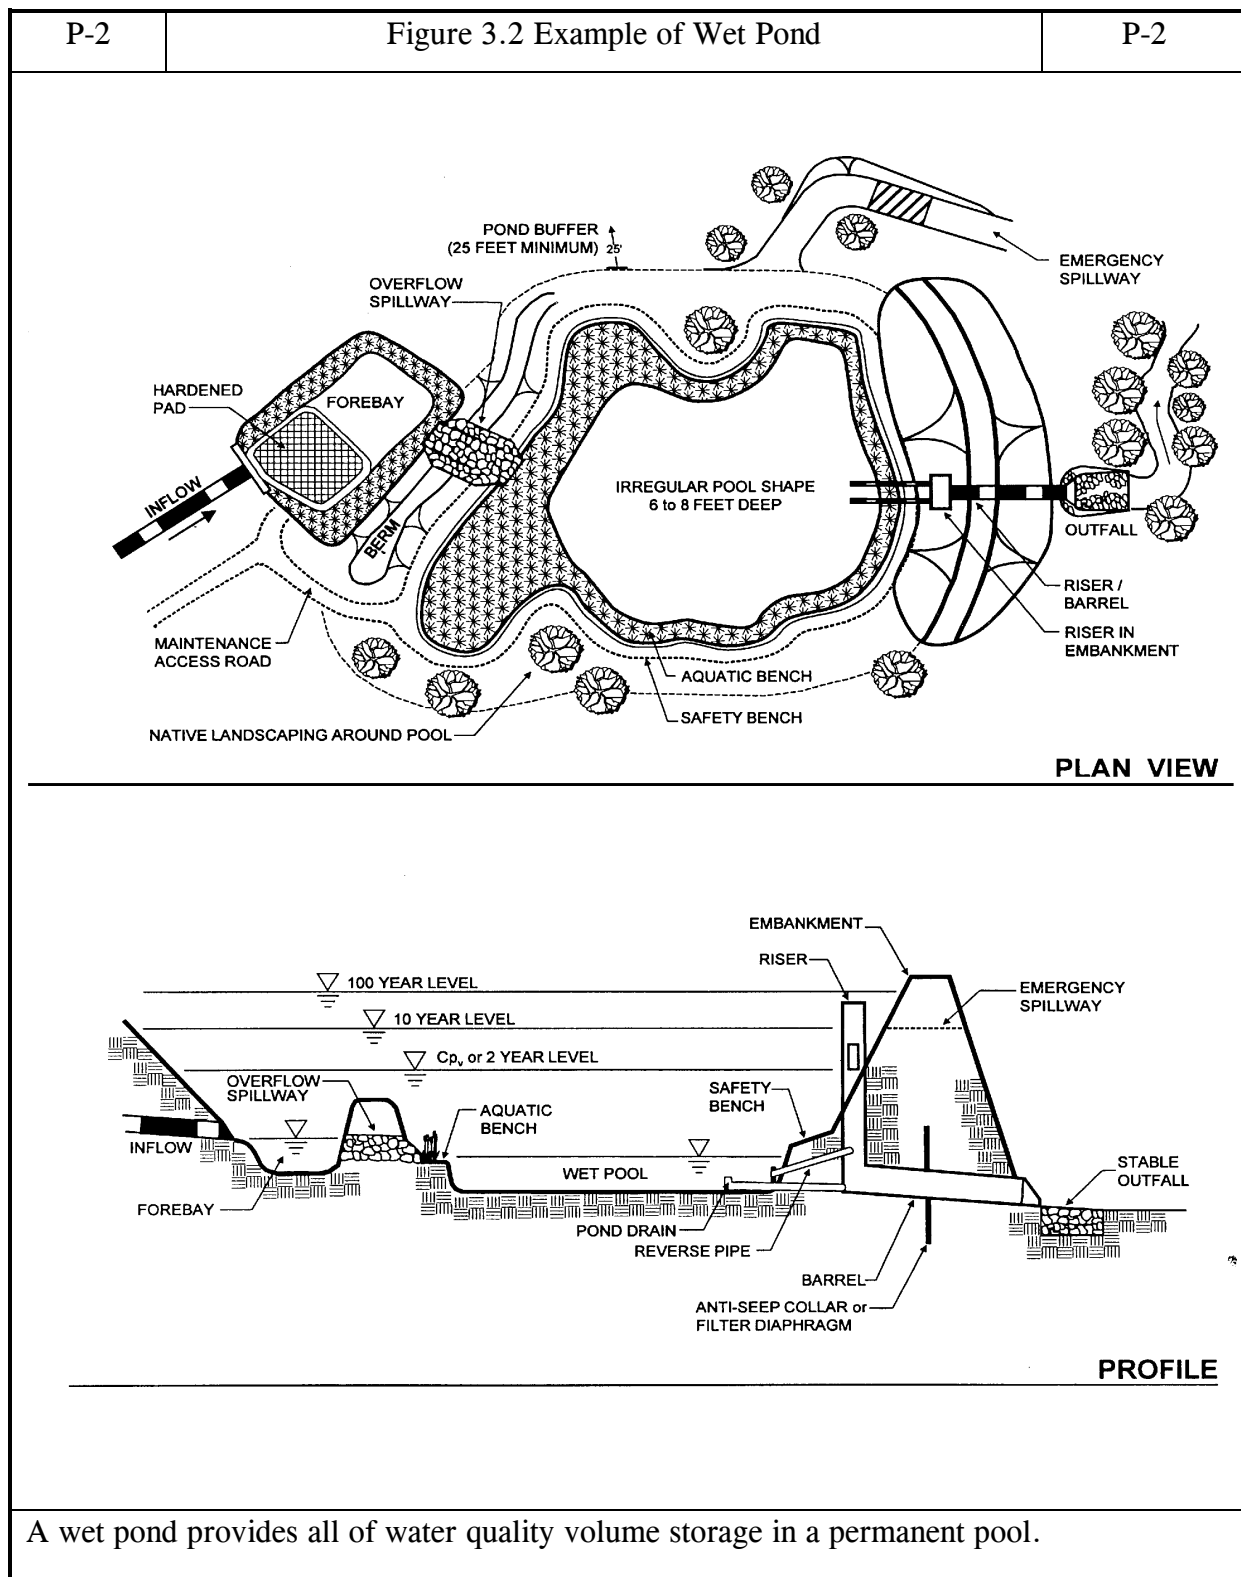 P-2
Figure 3.2 Example of Wet Pond
P-2
POND BUFFER
(25 FEET MINIMUM)
25'
OVERFLOW
SPILLWAY
EMERGENCY
SPILLWAY
HARDENED
PAD
FOREBAY
INFLOW
BERM
IRREGULAR POOL SHAPE
6 to 8 FEET DEEP
OUTFALL
RISER /
BARREL
RISER IN
EMBANKMENT
MAINTENANCE
ACCESS ROAD
AQUATIC BENCH
SAFETY BENCH
NATIVE LANDSCAPING AROUND POOL
PLAN VIEW
EMBANKMENT
RISER
100 YEAR LEVEL
EMERGENCY
SPILLWAY
10 YEAR LEVEL
Cpv or 2 YEAR LEVEL
OVERFLOW
SPILLWAY
SAFETY
BENCH
AQUATIC
BENCH
INFLOW
WET POOL
STABLE
OUTFALL
FOREBAY
POND DRAIN
REVERSE PIPE
BARREL
ANTI-SEEP COLLAR or
FILTER DIAPHRAGM
PROFILE
A wet pond provides all of water quality volume storage in a permanent pool.